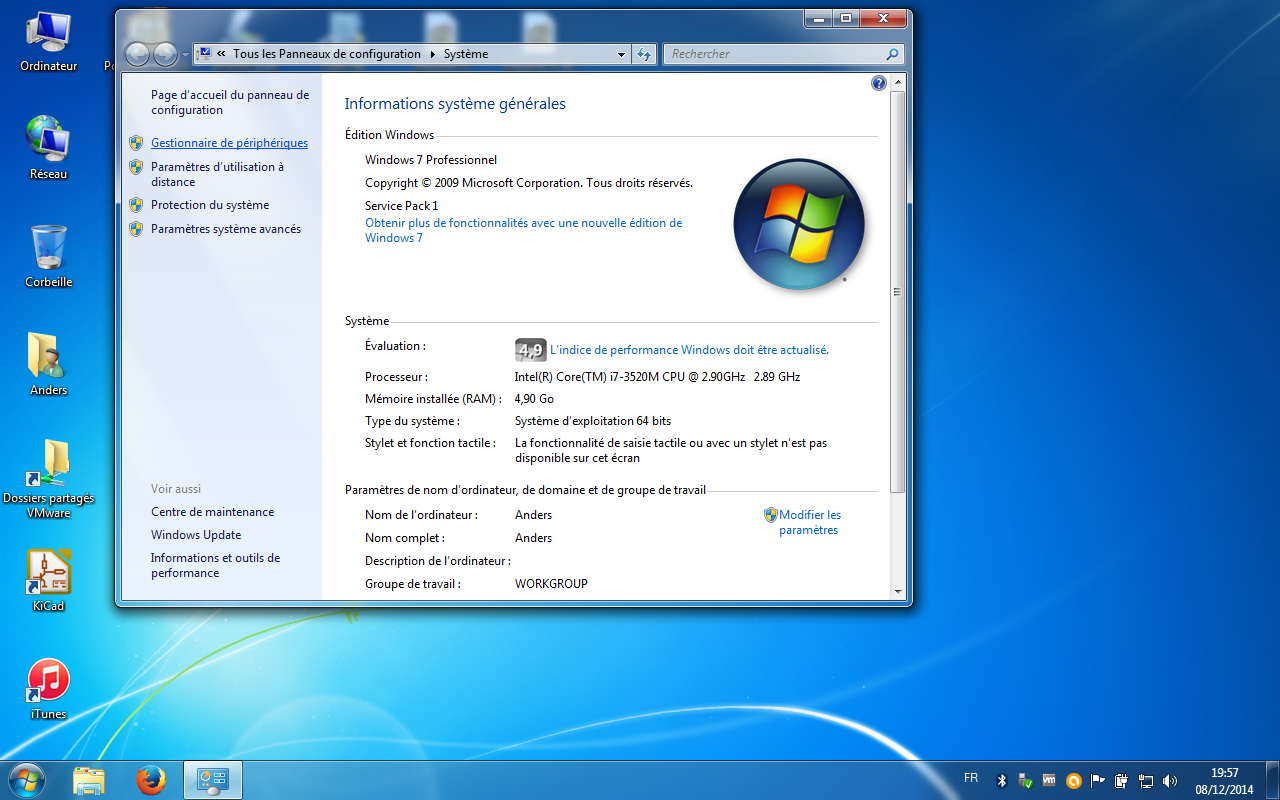 Ordinateur
Réseau
Corbeille
Anders
Dossiers partagés
VMware
KiCad
iTunes
« Tous les Panneaux de configuration Système
Rechercher
Page d'accueil du panneau de
configuration
Gestionnaire de périphériques
Paramètres d'utilisation à
distance
Protection du système
Paramètres système avancés
Voir aussi
Centre de maintenance
Windows Update
Informations et outils de
performance
Informations système générales
Édition Windows
Windows 7 Professionnel
Copyright © 2009 Microsoft Corporation. Tous droits réservés.
Service Pack 1
Obtenir plus de fonctionnalités avec une nouvelle édition de
Windows 7
Système
Évaluation : 4,9 L'indice de performance Windows doit être actualisé.
Processeur : Intel(R) Core(TM) i7-3520M CPU @ 2.90GHz 2.89 GHz
Mémoire installée (RAM) : 4,90 Go
Type du système : Système d'exploitation 64 bits
Stylet et fonction tactile : La fonctionnalité de saisie tactile ou avec un stylet n'est pas
disponible sur cet écran
Paramètres de nom d'ordinateur, de domaine et de groupe de travail
Nom de l'ordinateur : Anders
Modifier les
paramètres
Nom complet : Anders
Description de l'ordinateur :
Groupe de travail : WORKGROUP
FR
vm
19:57
08/12/2014